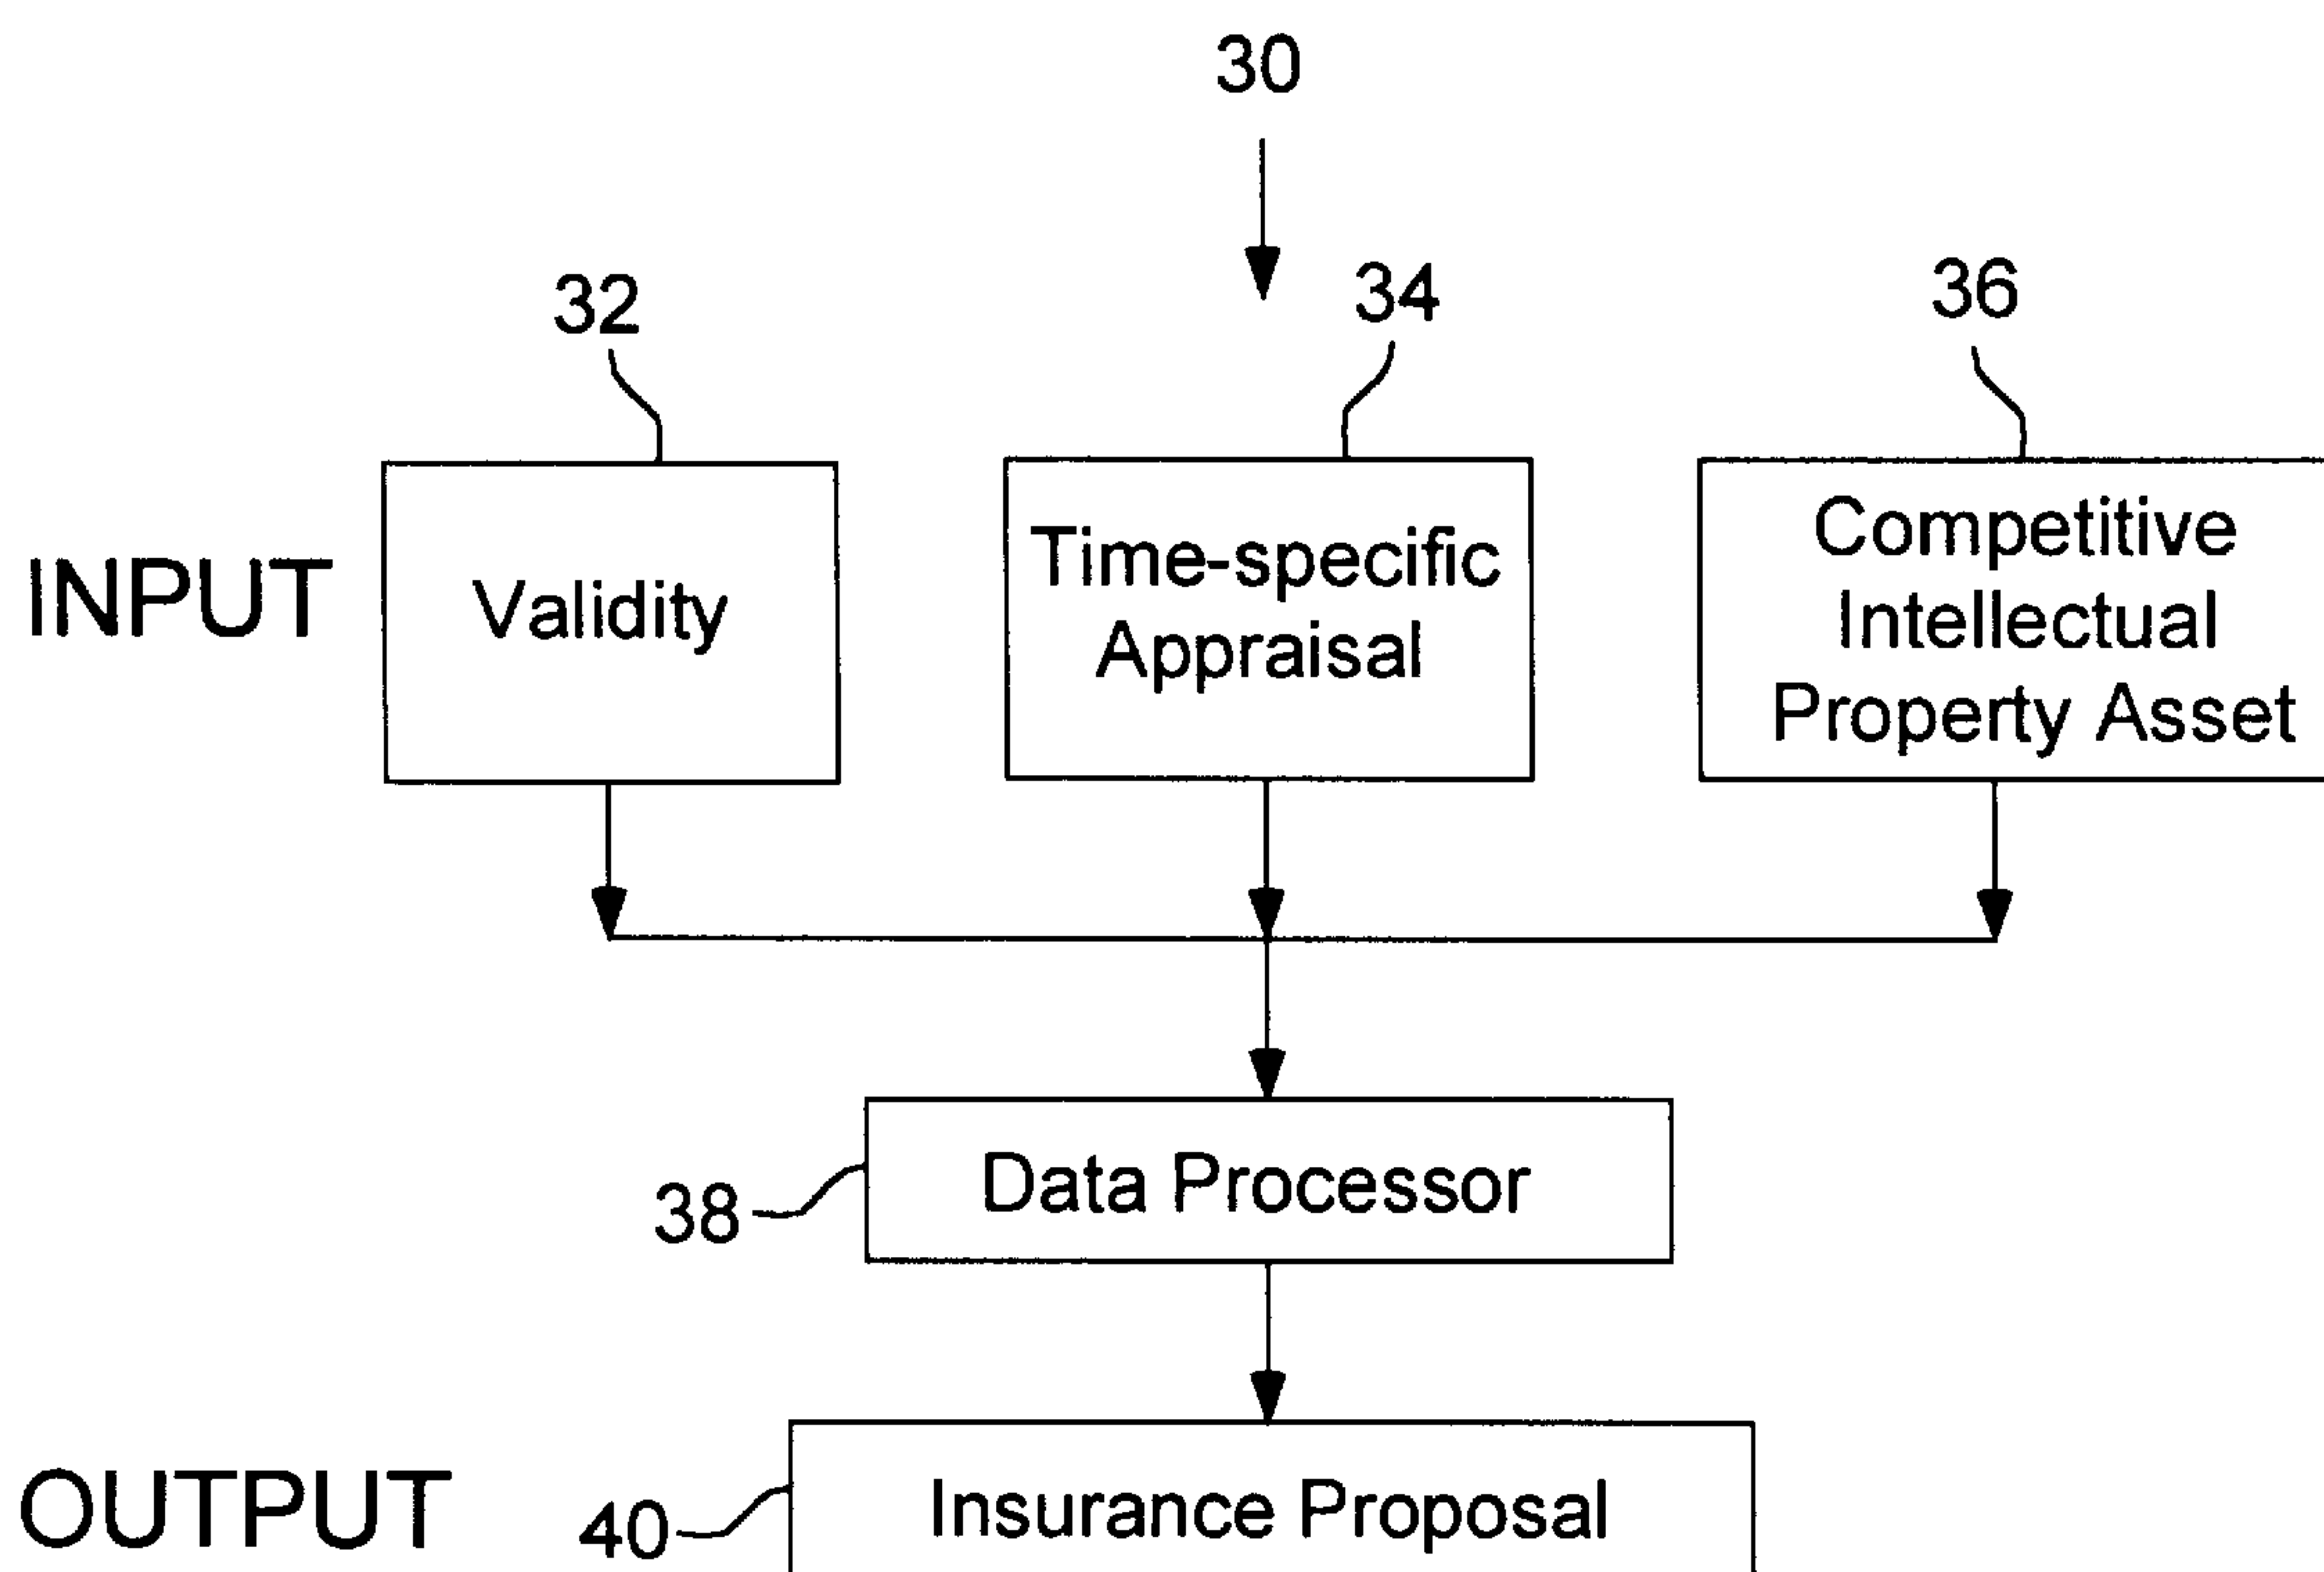 30
32
34
36
INPUT
Validity
Time-specific
Appraisal
Competitive
Intellectual
Property Asset
38
Data Processor
OUTPUT
40
Insurance Proposal